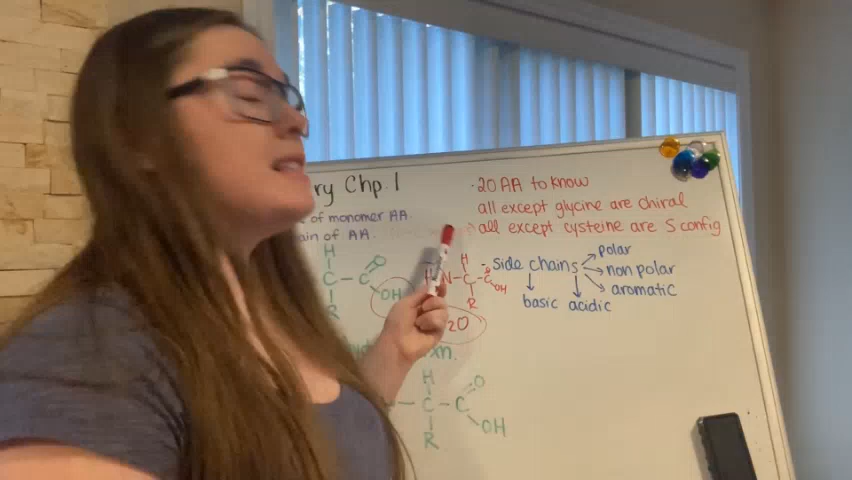 ry Chp. 1
of monomer AA.
ain of AA.
· 20 AA to know
all except glycine are chiral
all except cysteine are S config
- side chains
polar
non polar
aromatic
basic acidic
H
C - C
O
OH
R
H
H N - C - C
O
OH
R
20
xn.
H
- C - C
O
OH
R